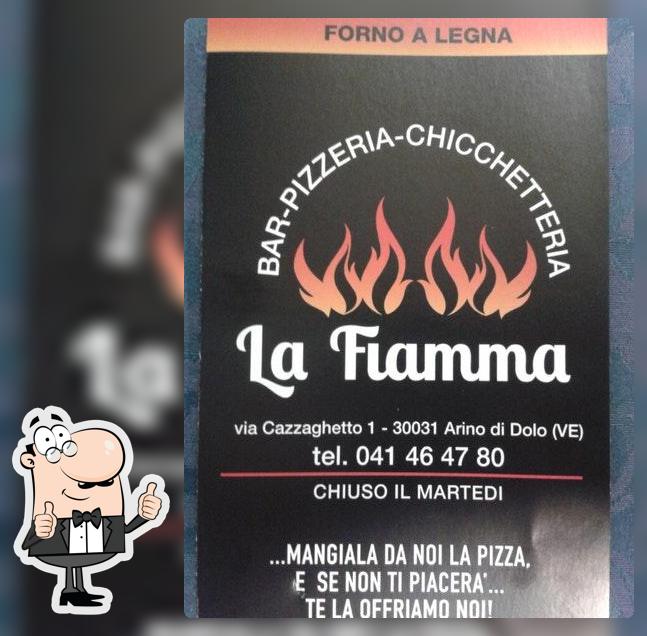 FORNO A LEGNA
BAR-PIZZERIA-CHICCHETTERIA
La Fiamma
via Cazzaghetto 1 - 30031 Arino di Dolo (VE)
tel. 041 46 47 80
CHIUSO IL MARTEDI
...MANGIALA DA NOI LA PIZZA,
E SE NON TI PIACERA'...
TE LA OFFRIAMO NOI!